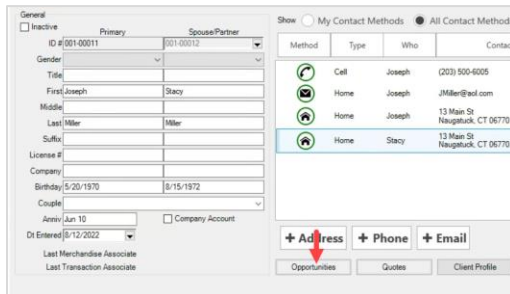 General
Inactive
Primary Spouse/Partner
ID # 001-00011 001-00012
Gender
Title
First Joseph Stacy
Middle
Last Miller Miller
Suffix
License #
Company
Birthday 5/20/1970 8/15/1972
Couple
Anniv Jun 10 Company Account
Dt Entered 8/12/2022
Last Merchandise Associate
Last Transaction Associate
Show My Contact Methods All Contact Method
Method Type Who Contac
Cell Joseph (203) 500-6005
Home Joseph JMiller@aol.com
Home Joseph 13 Main St
Naugatuck, CT 06770
Home Stacy 13 Main St
Naugatuck, CT 06770
+ Address + Phone + Email
Opportunities Quotes Client Profile